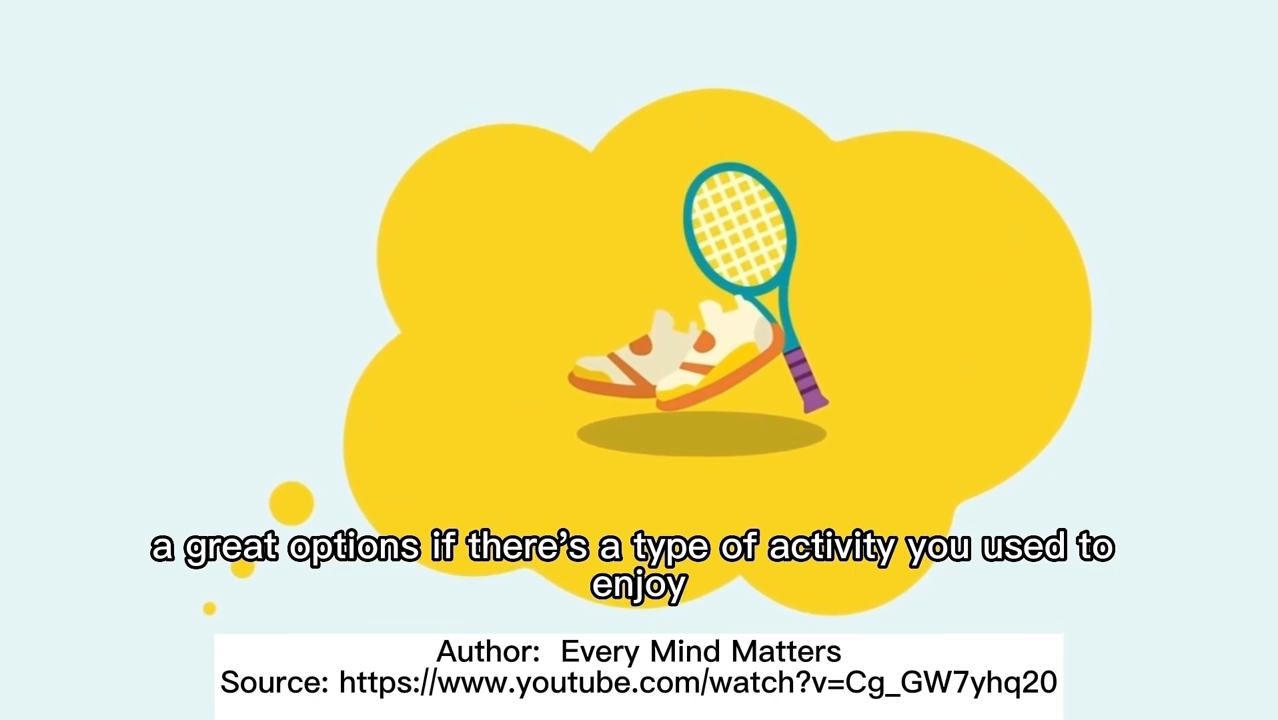 a great options if there's a type of activity you used to
enjoy
Author:  Every Mind Matters
Source: https://www.youtube.com/watch?v=Cg_GW7yhq20